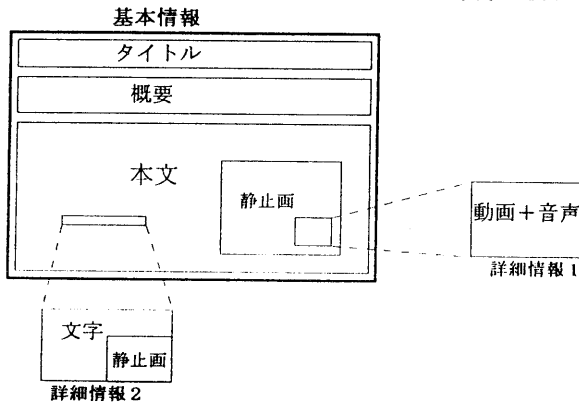 基本情報
タイトル
概要
本文
静止画
動画＋音声
詳細情報1
文字
静止画
詳細情報2